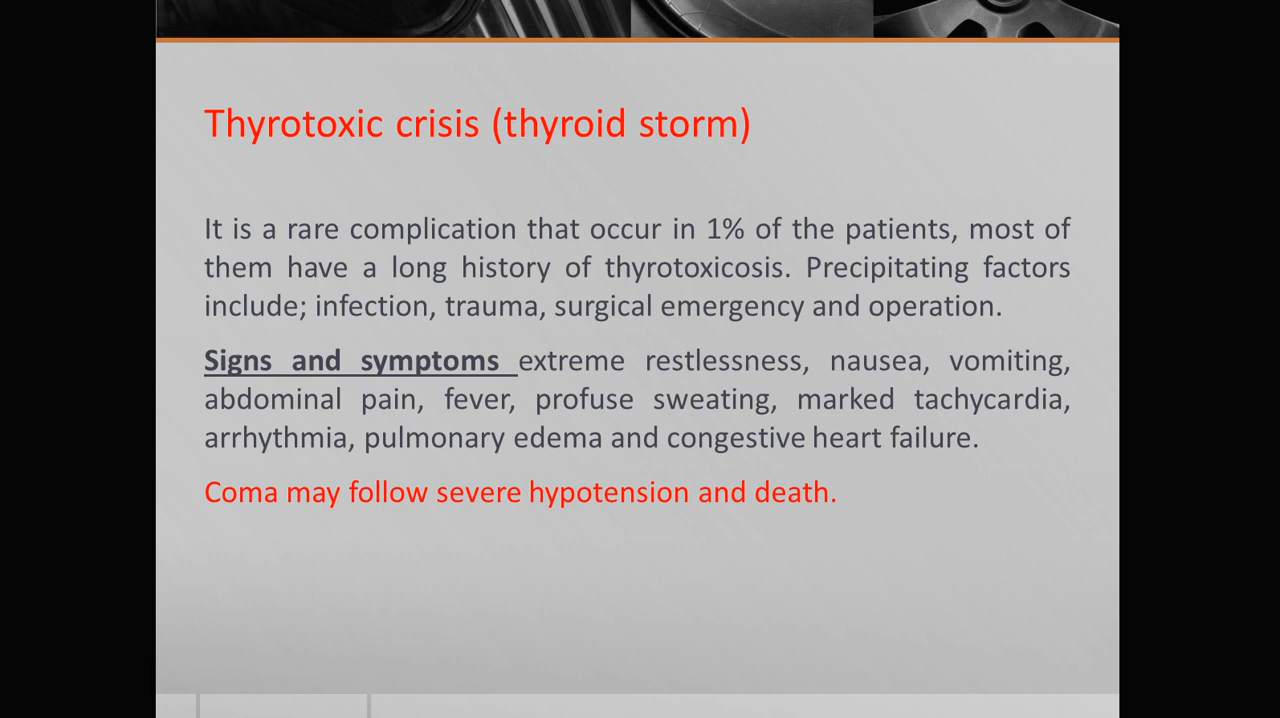 Thyrotoxic crisis (thyroid storm)
It is a rare complication that occur in 1% of the patients, most of
them have a long history of thyrotoxicosis. Precipitating factors
include; infection, trauma, surgical emergency and operation.
Signs and symptoms extreme restlessness, nausea, vomiting,
abdominal pain, fever, profuse sweating, marked tachycardia,
arrhythmia, pulmonary edema and congestive heart failure.
Coma may follow severe hypotension and death.